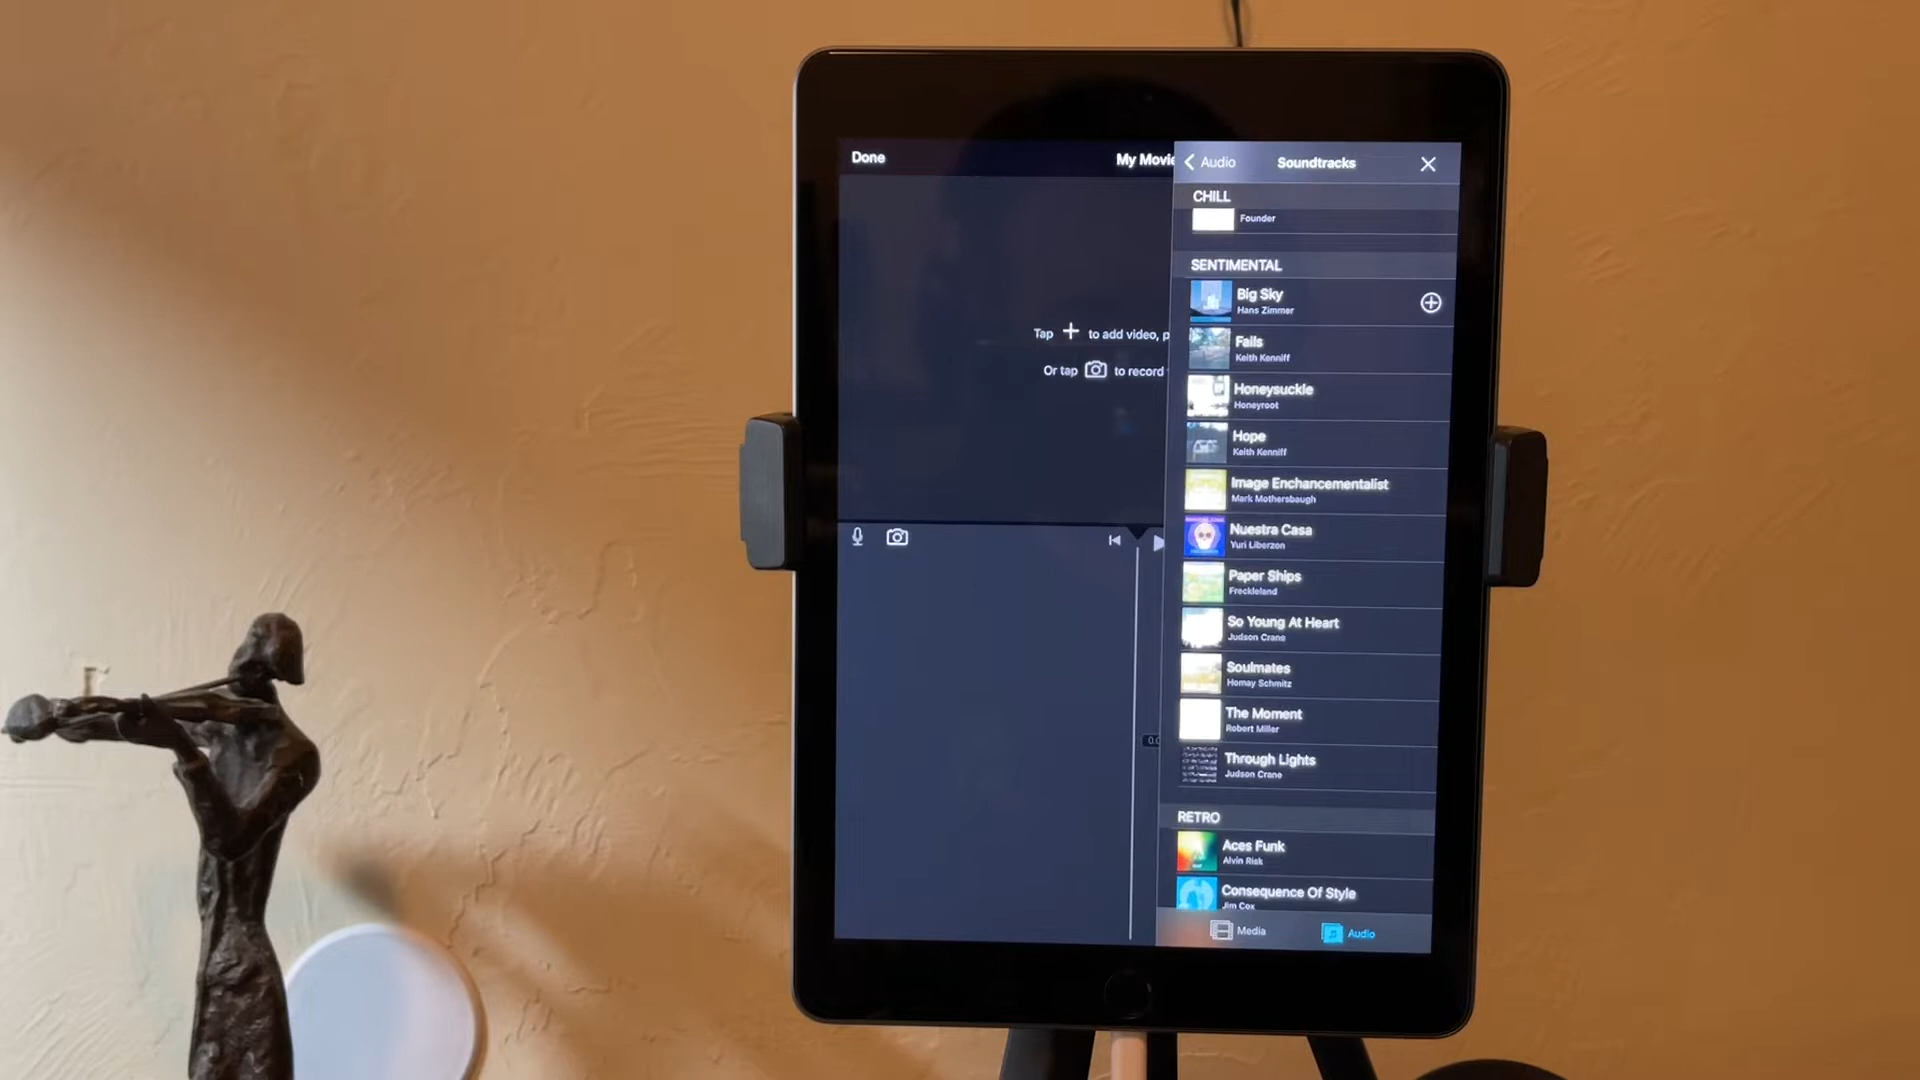 Done
My Movie
Audio
Soundtracks
CHILL
Founder
SENTIMENTAL
Big Sky
Hans Zimmer
Falls
Keith Kenniff
Honeysuckle
Honeyroot
Hope
Keith Kenniff
Image Enchancementalist
Mark Mothersbaugh
Nuestra Casa
Yuri Liberzon
Paper Ships
Freckleland
So Young At Heart
Judson Crane
Soulmates
Homay Schmitz
The Moment
Robert Miller
Through Lights
Judson Crane
RETRO
Aces Funk
Alvin Risk
Consequence Of Style
Jim Cox
Media
Audio
Tap + to add video, p
Or tap to record